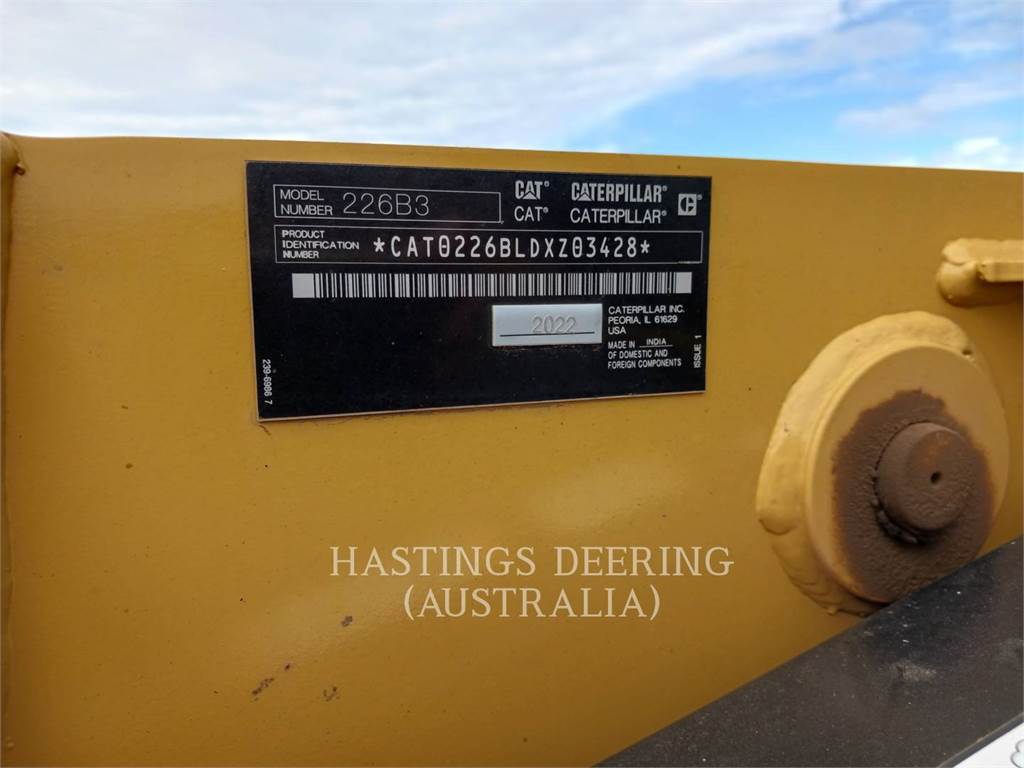 MODEL NUMBER 226B3
CAT® CATERPILLAR® C
CAT® CATERPILLAR®
PRODUCT
IDENTIFICATION
NUMBER
*CAT0226BLDXZ03428*
2022
CATERPILLAR INC.
PEORIA, IL 61629
USA
MADE IN INDIA
OF DOMESTIC AND
FOREIGN COMPONENTS
ISSUE 1
239-6986 7
HASTINGS DEERING
(AUSTRALIA)